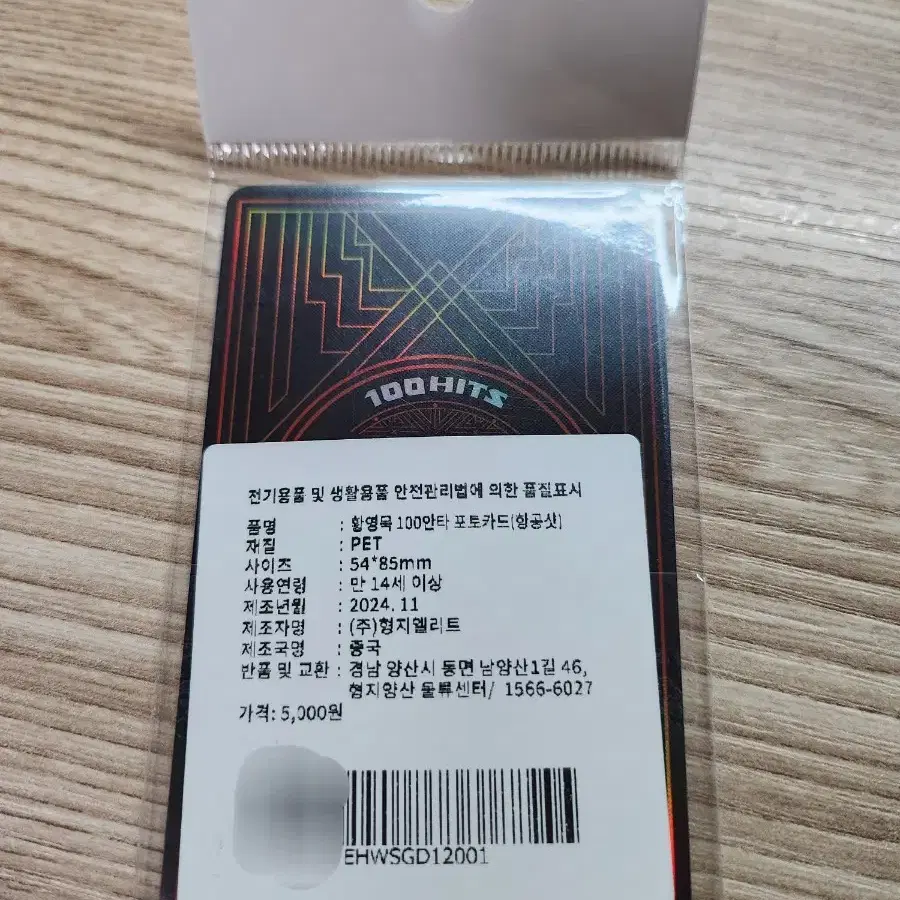 100HITS
전기용품 및 생활용품 안전관리법에 의한 품질표시
품명 : 황영묵 100안타 포토카드(항공샷)
재질 : PET
사이즈 : 54*85mm
사용연령 : 만 14세 이상
제조년월 : 2024. 11
제조자명 : (주)형지엘리트
제조국명 : 중국
반품 및 교환 : 경남 양산시 동면 남양산1길 46,
형지양산 물류센터/ 1566-6027
가격: 5,000원
EHWSGD12001